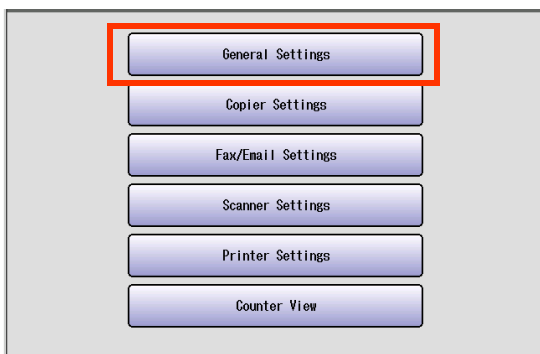 General Settings
Copier Settings
Fax/Email Settings
Scanner Settings
Printer Settings
Counter View